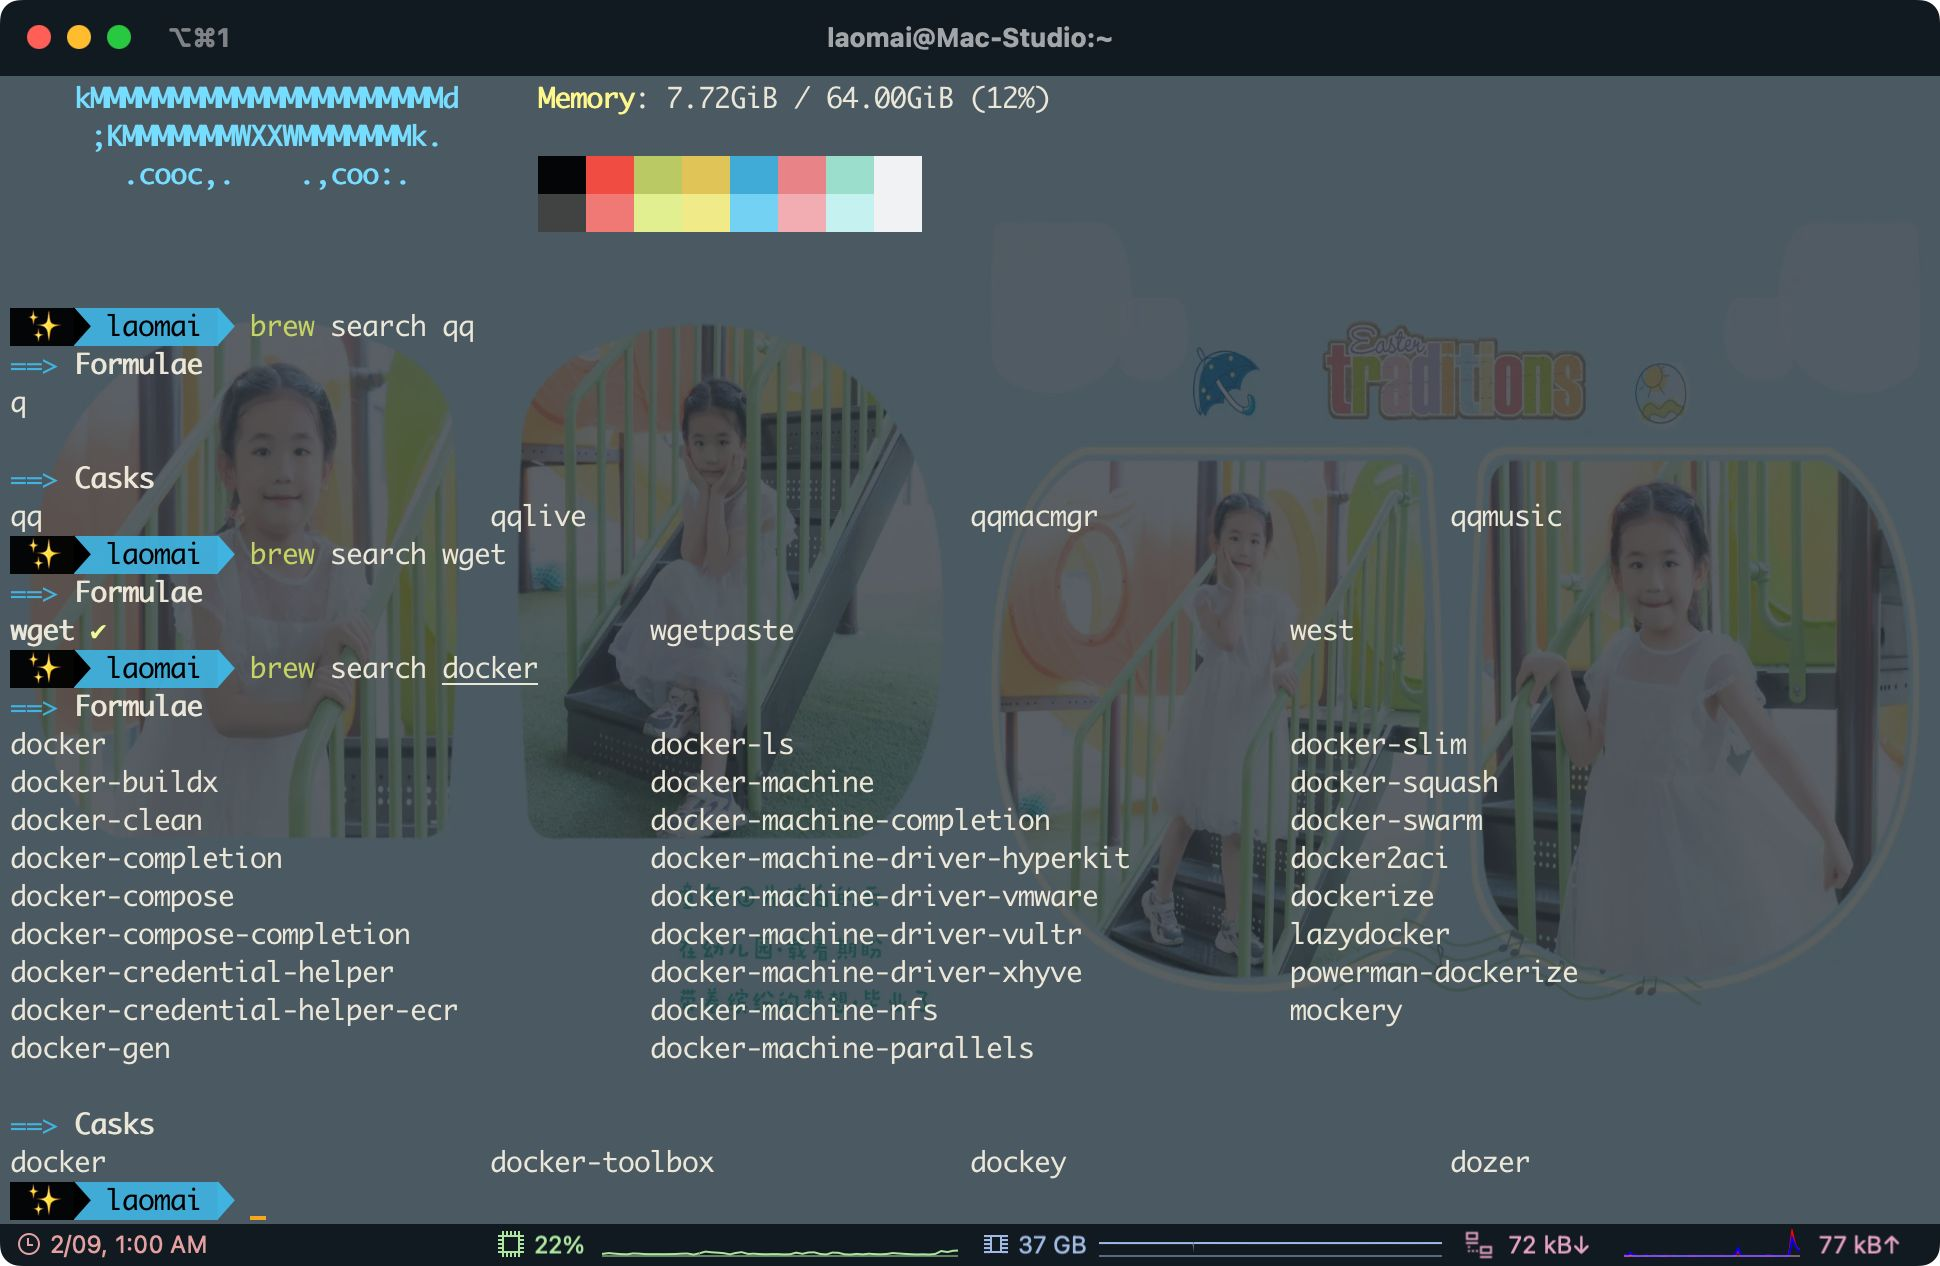 ⌥⌘1
laomai@Mac-Studio:~
kMMMMMMMMMMMMMMMMMMMMMMd Memory: 7.72GiB / 64.00GiB (12%)
;KMMMMMMMWXXWMMMMMMMk.
.cooc,. .,coo:.
Easter
traditions
✨ laomai brew search qq
==> Formulae
q
==> Casks
qq qqlive qqmacmgr qqmusic
✨ laomai brew search wget
==> Formulae
wget ✔ wgetpaste west
✨ laomai brew search docker
==> Formulae
docker docker-ls docker-slim
docker-buildx docker-machine docker-squash
docker-clean docker-machine-completion docker-swarm
docker-completion docker-machine-driver-hyperkit docker2aci
docker-compose docker-machine-driver-vmware dockerize
docker-compose-completion docker-machine-driver-vultr lazydocker
docker-credential-helper docker-machine-driver-xhyve powerman-dockerize
docker-credential-helper-ecr docker-machine-nfs mockery
docker-gen docker-machine-parallels
==> Casks
docker docker-toolbox dockey dozer
✨ laomai
2/09, 1:00 AM 22% 37 GB 72 kB↓ 77 kB↑